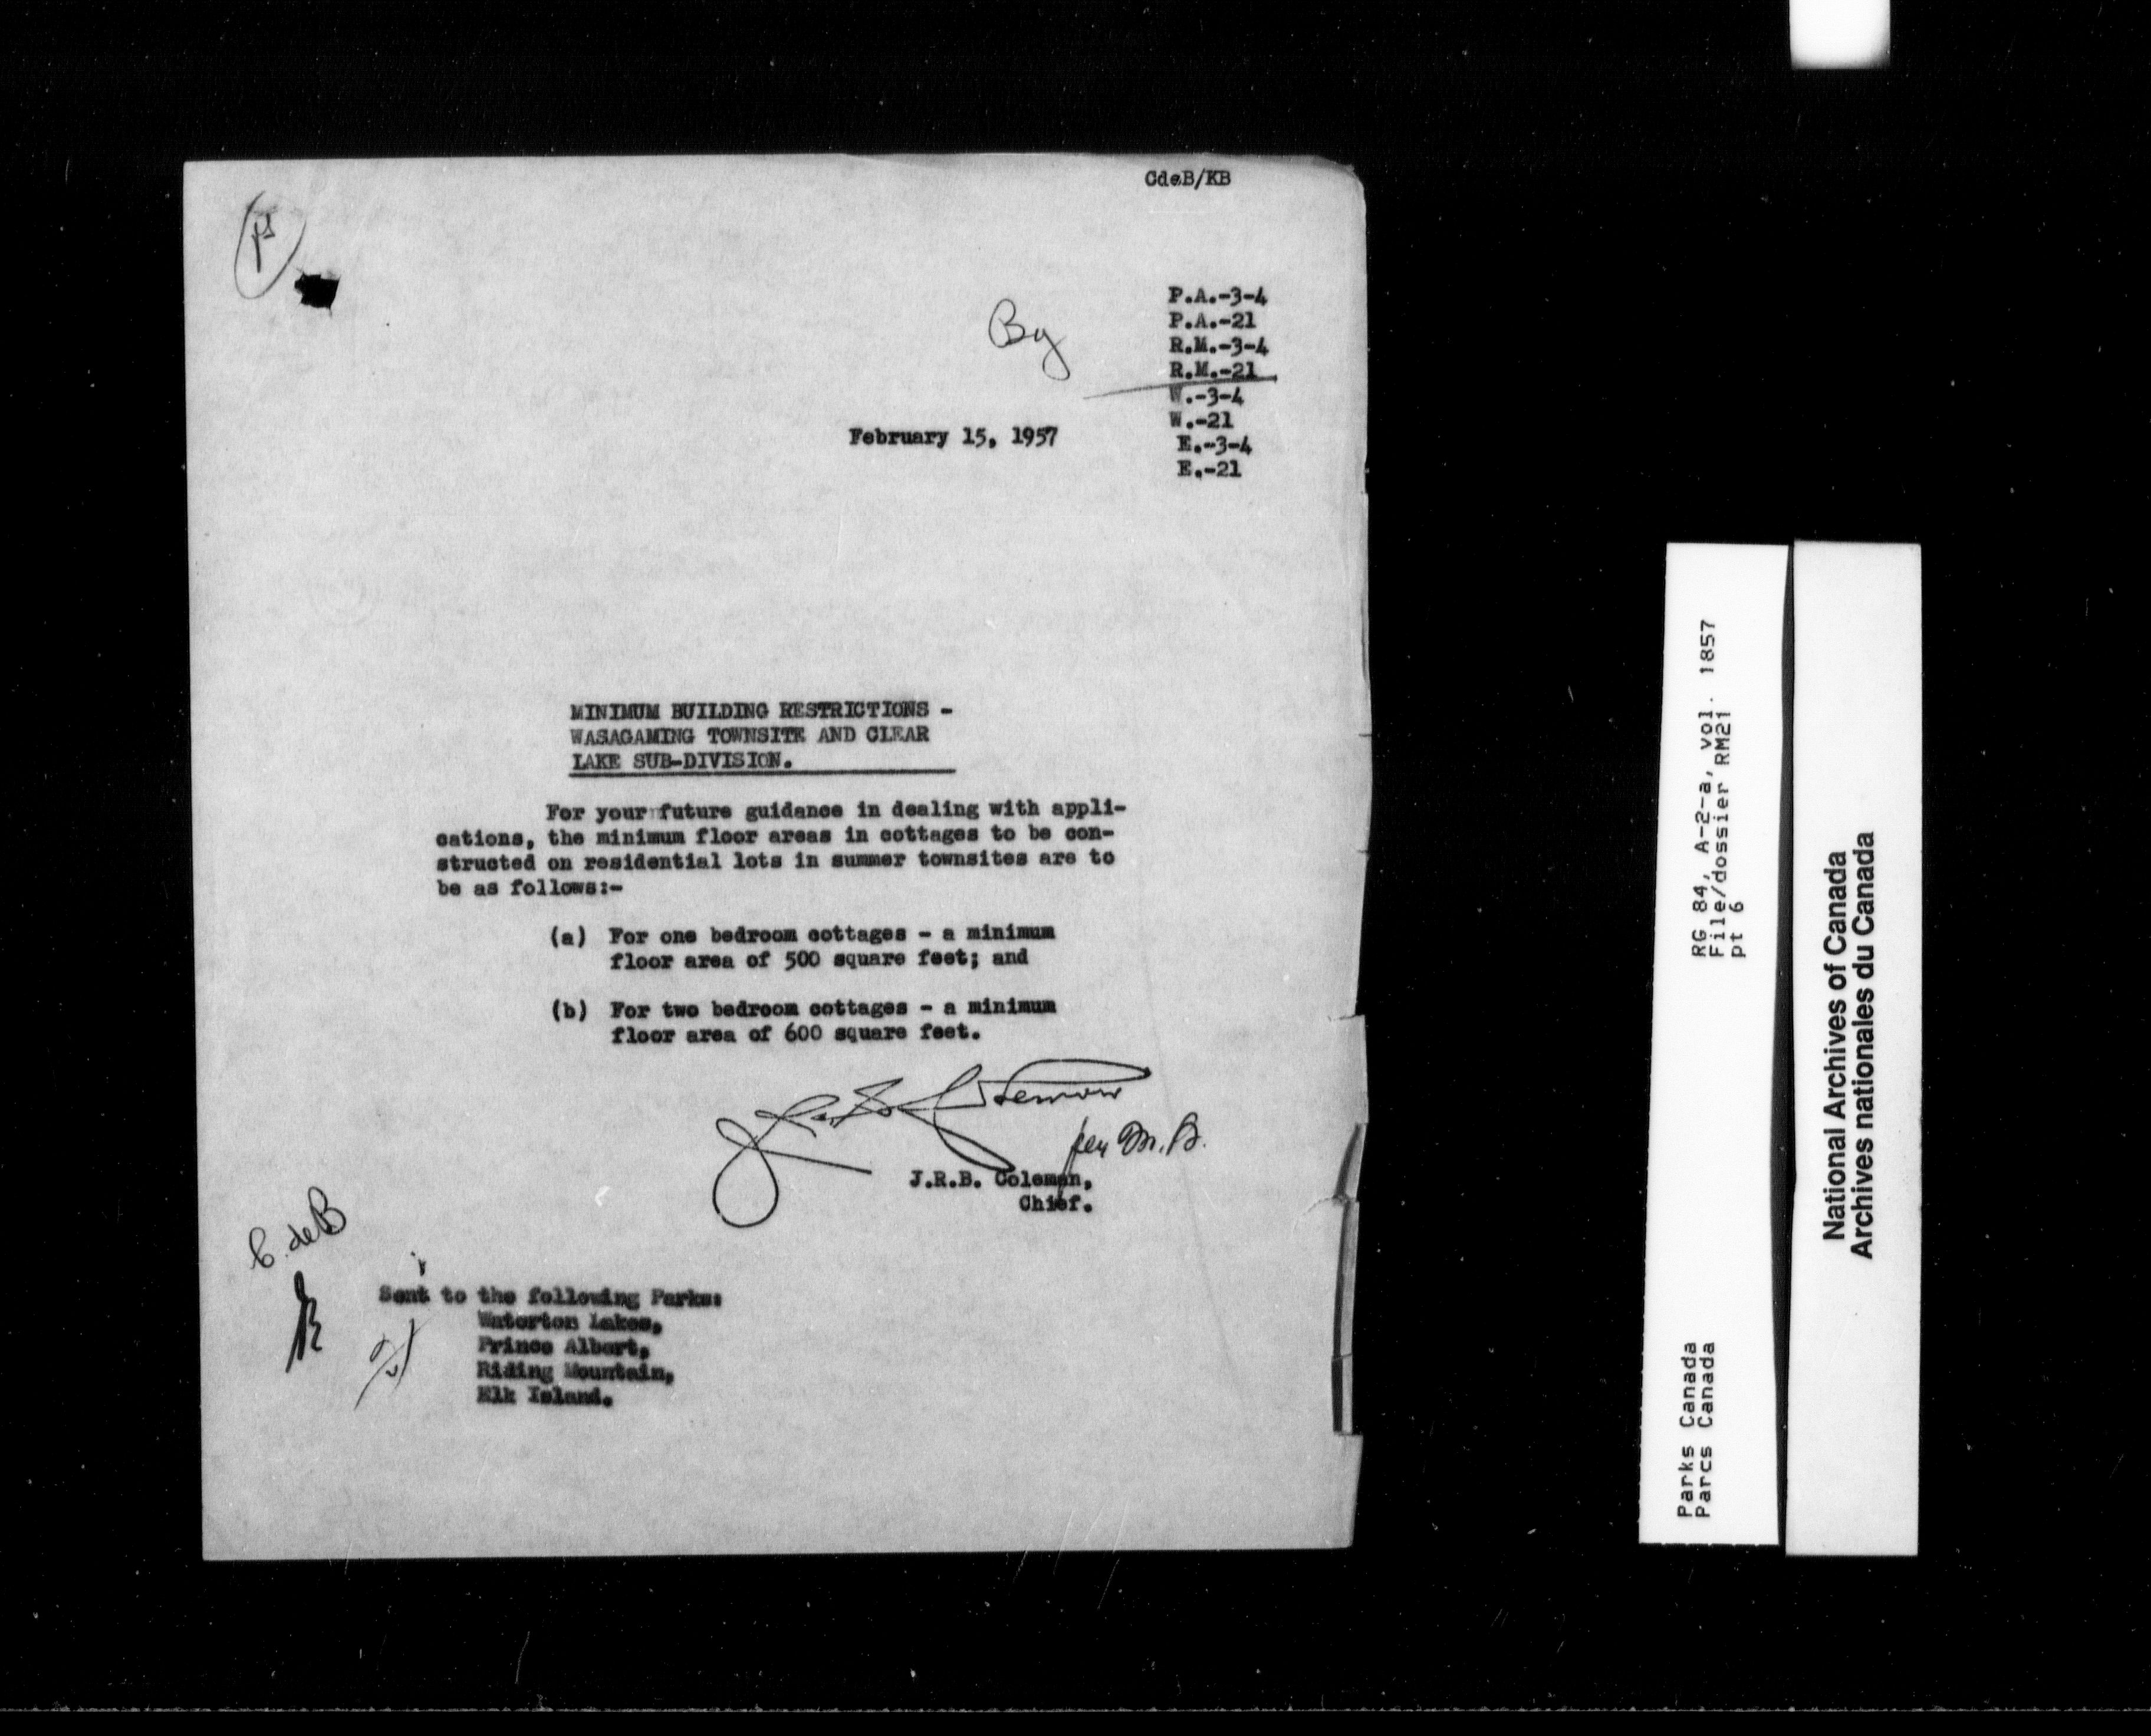 CdeB/KB
By
P.A.-3-4
P.A.-21
R.M.-3-4
R.M.-21
W.-3-4
W.-21
E.-3-4
E.-21
February 15, 1957
MINIMUM BUILDING RESTRICTIONS -
WASAGAMING TOWNSITE AND CLEAR
LAKE SUB-DIVISION.
For your future guidance in dealing with appli-
cations, the minimum floor areas in cottages to be con-
structed on residential lots in summer townsites are to
be as follows:-
(a) For one bedroom cottages - a minimum
floor area of 500 square feet; and
(b) For two bedroom cottages - a minimum
floor area of 600 square feet.
per M.B.
J.R.B. Coleman,
Chief.
C. deB
Sent to the following Parks:
Waterton Lakes,
Prince Albert,
Riding Mountain,
Elk Island.
RG 84, A-2-a, vol. 1857
File/dossier RM21
pt 6
Parks Canada
Parcs Canada
National Archives of Canada
Archives nationales du Canada